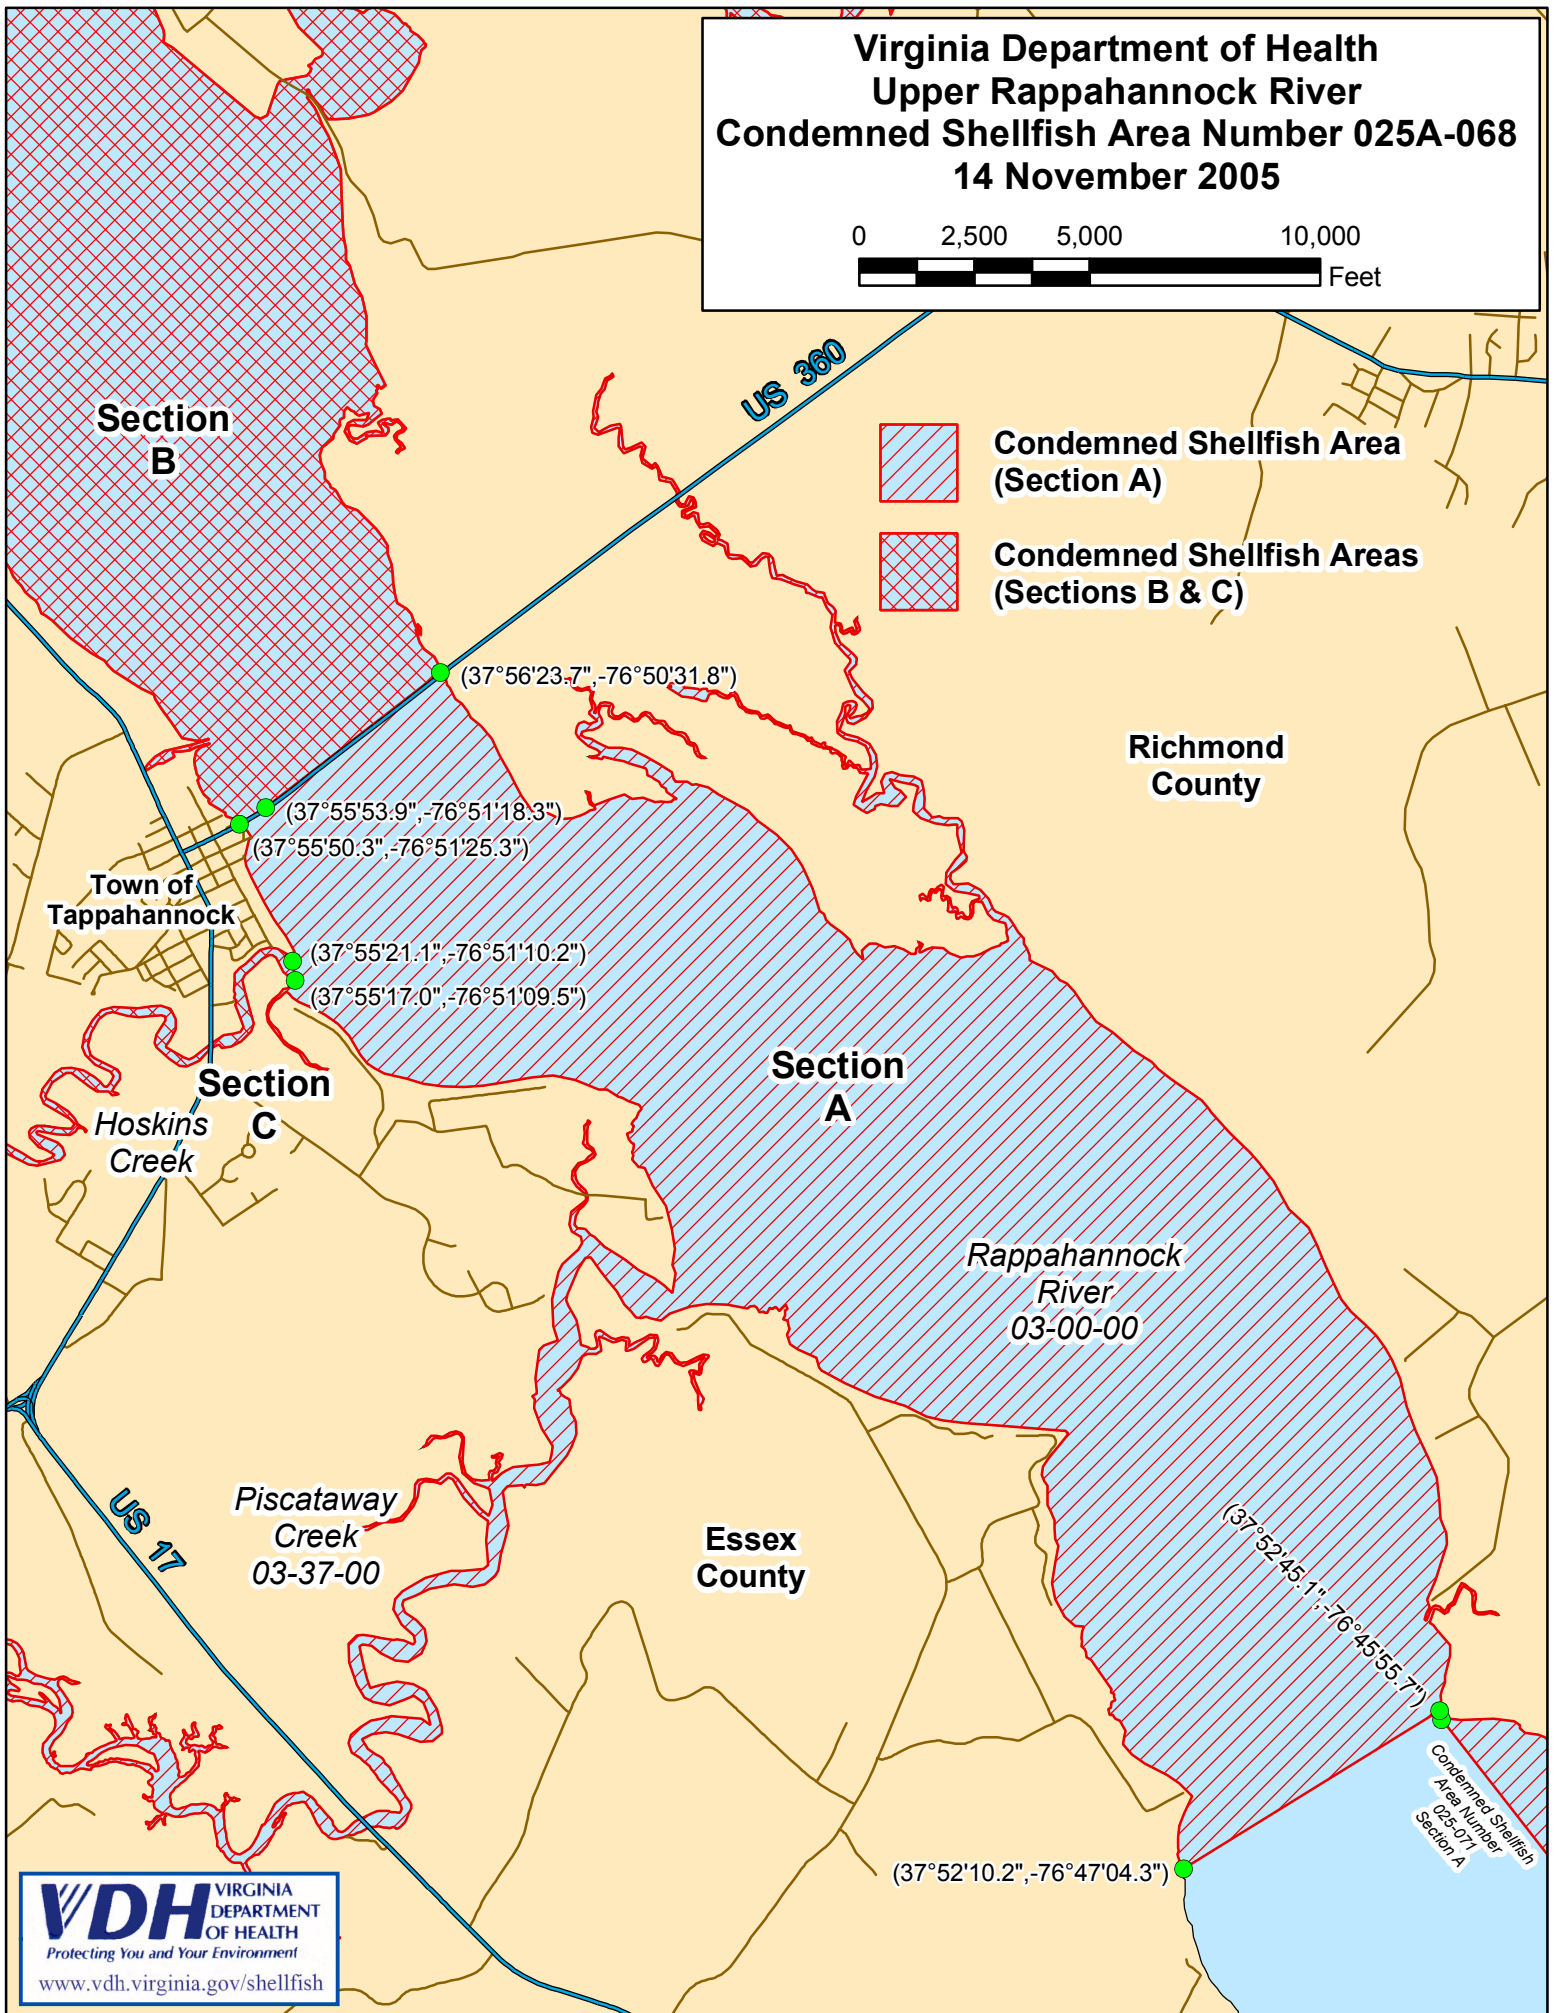 Virginia Department of Health
Upper Rappahannock River
Condemned Shellfish Area Number 025A-068
14 November 2005
0 2,500 5,000 10,000
Feet
US 360
Section
B
Condemned Shellfish Area
(Section A)
Condemned Shellfish Areas
(Sections B & C)
(37°56'23.7",-76°50'31.8")
Richmond
County
(37°55'53.9",-76°51'18.3")
(37°55'50.3",-76°51'25.3")
Town of
Tappahannock
(37°55'21.1",-76°51'10.2")
(37°55'17.0",-76°51'09.5")
Section
A
Section
C
Hoskins
Creek
Rappahannock
River
03-00-00
US 17
Piscataway
Creek
03-37-00
Essex
County
(37°52'45.1",-76°45'55.7")
Condemned Shellfish
Area Number
025-071
Section A
(37°52'10.2",-76°47'04.3")
VDH
VIRGINIA
DEPARTMENT
OF HEALTH
Protecting You and Your Environment
www.vdh.virginia.gov/shellfish